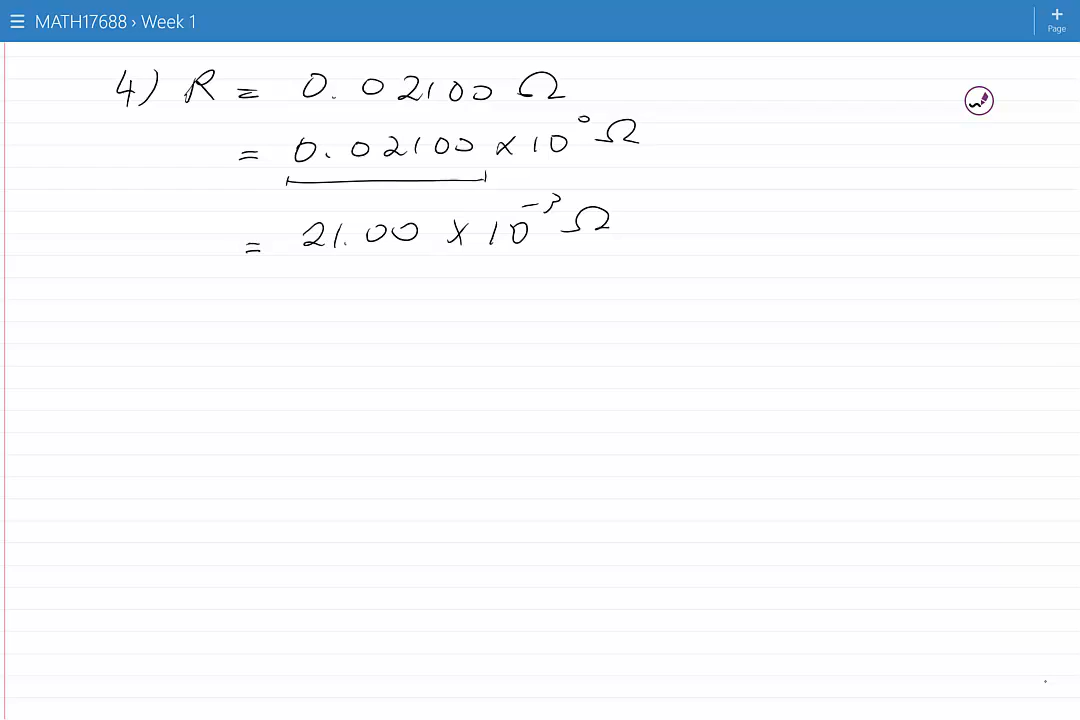 MATH17688 › Week 1
Page
4) R = 0.02100 Ω
= 0.02100 × 10⁰ Ω
= 21.00 × 10⁻³ Ω